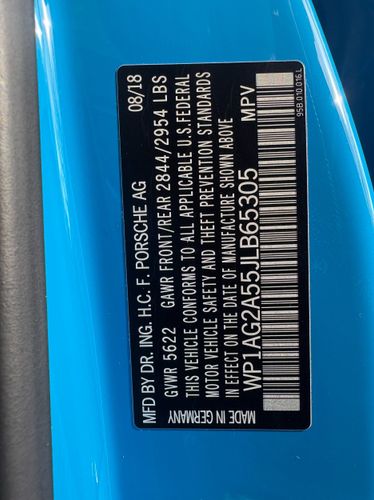 MFD BY DR. ING. H.C. F. PORSCHE AG 08/18
GVWR 5622 GAWR FRONT/REAR 2844/2954 LBS
THIS VEHICLE CONFORMS TO ALL APPLICABLE U.S.FEDERAL
MOTOR VEHICLE SAFETY AND THEFT PREVENTION STANDARDS
IN EFFECT ON THE DATE OF MANUFACTURE SHOWN ABOVE
WP1AG2A55JLB65305 MPV
MADE IN GERMANY
95B.010.016.L